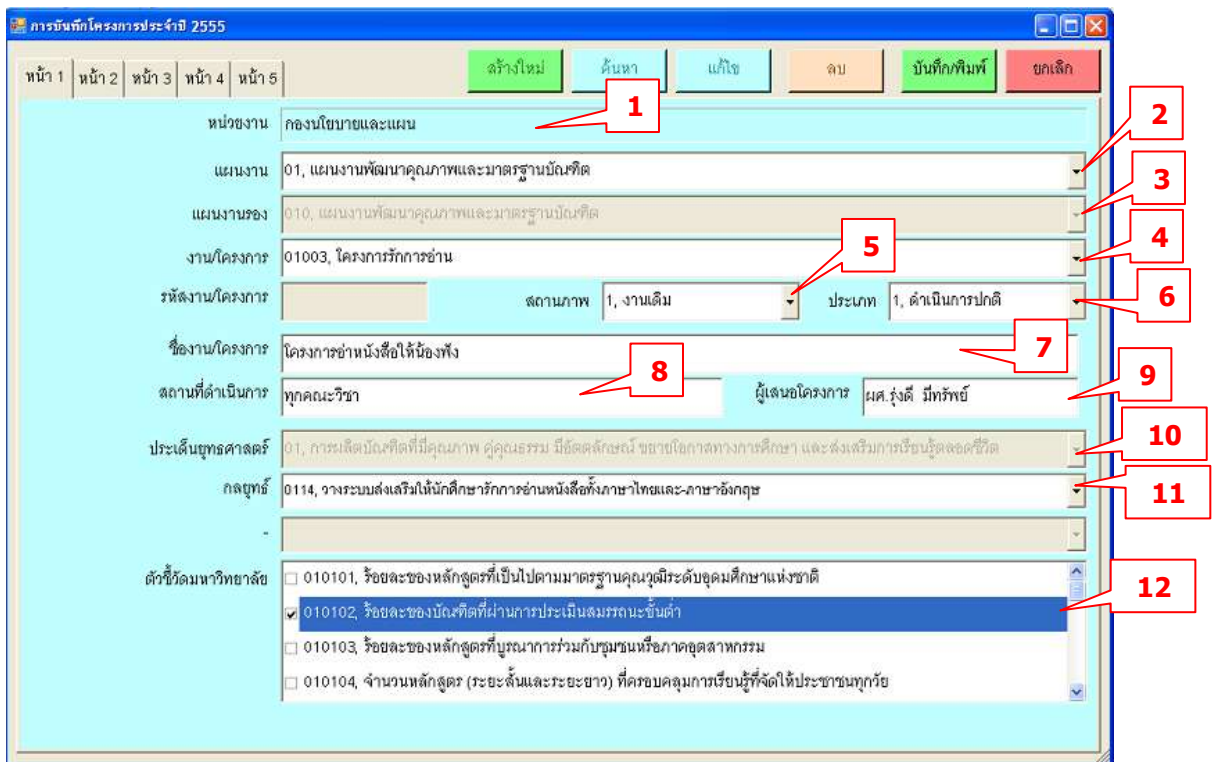 การบันทึกโครงการประจำปี 2555
หน้า 1 หน้า 2 หน้า 3 หน้า 4 หน้า 5 สร้างใหม่ ค้นหา แก้ไข ลบ บันทึก/พิมพ์ ยกเลิก
หน่วยงาน กองนโยบายและแผน 1
แผนงาน 01, แผนงานพัฒนาคุณภาพและมาตรฐานบัณฑิต 2
แผนงานรอง 010, แผนงานพัฒนาคุณภาพและมาตรฐานบัณฑิต 3
งาน/โครงการ 01003, โครงการรักการอ่าน 4
รหัสงาน/โครงการ สถานภาพ 1, งานเดิม 5 ประเภท 1, ดำเนินการปกติ 6
ชื่องาน/โครงการ โครงการอ่าหนังสือให้น้องฟัง 7
สถานที่ดำเนินการ ทุกคณะวิชา 8 ผู้เสนอโครงการ ผศ.รุ่งดี มีทรัพย์ 9
ประเด็นยุทธศาสตร์ 01, การผลิตบัณฑิตที่มีคุณภาพ คู่คุณธรรม มีอัตตลักษณ์ ขยายโอกาสทางการศึกษา และส่งเสริมการเรียนรู้ตลอดชีวิต 10
กลยุทธ์ 0114, วางระบบส่งเสริมให้นักศึกษารักการอ่านหนังสือทั้งภาษาไทยและ-ภาษาอังกฤษ 11
-
ตัวชี้วัดมหาวิทยาลัย 010101, ร้อยละของหลักสูตรที่เป็นไปตามมาตรฐานคุณวุฒิระดับอุดมศึกษาแห่งชาติ
010102, ร้อยละของบัณฑิตที่ผ่านการประเมินสมรรถนะขั้นต่ำ 12
010103, ร้อยละของหลักสูตรที่บูรณาการร่วมกับชุมชนหรือภาคอุตสาหกรรม
010104, จำนวนหลักสูตร (ระยะสั้นและระยะยาว) ที่ครอบคลุมการเรียนรู้ที่จัดให้ประชาชนทุกวัย